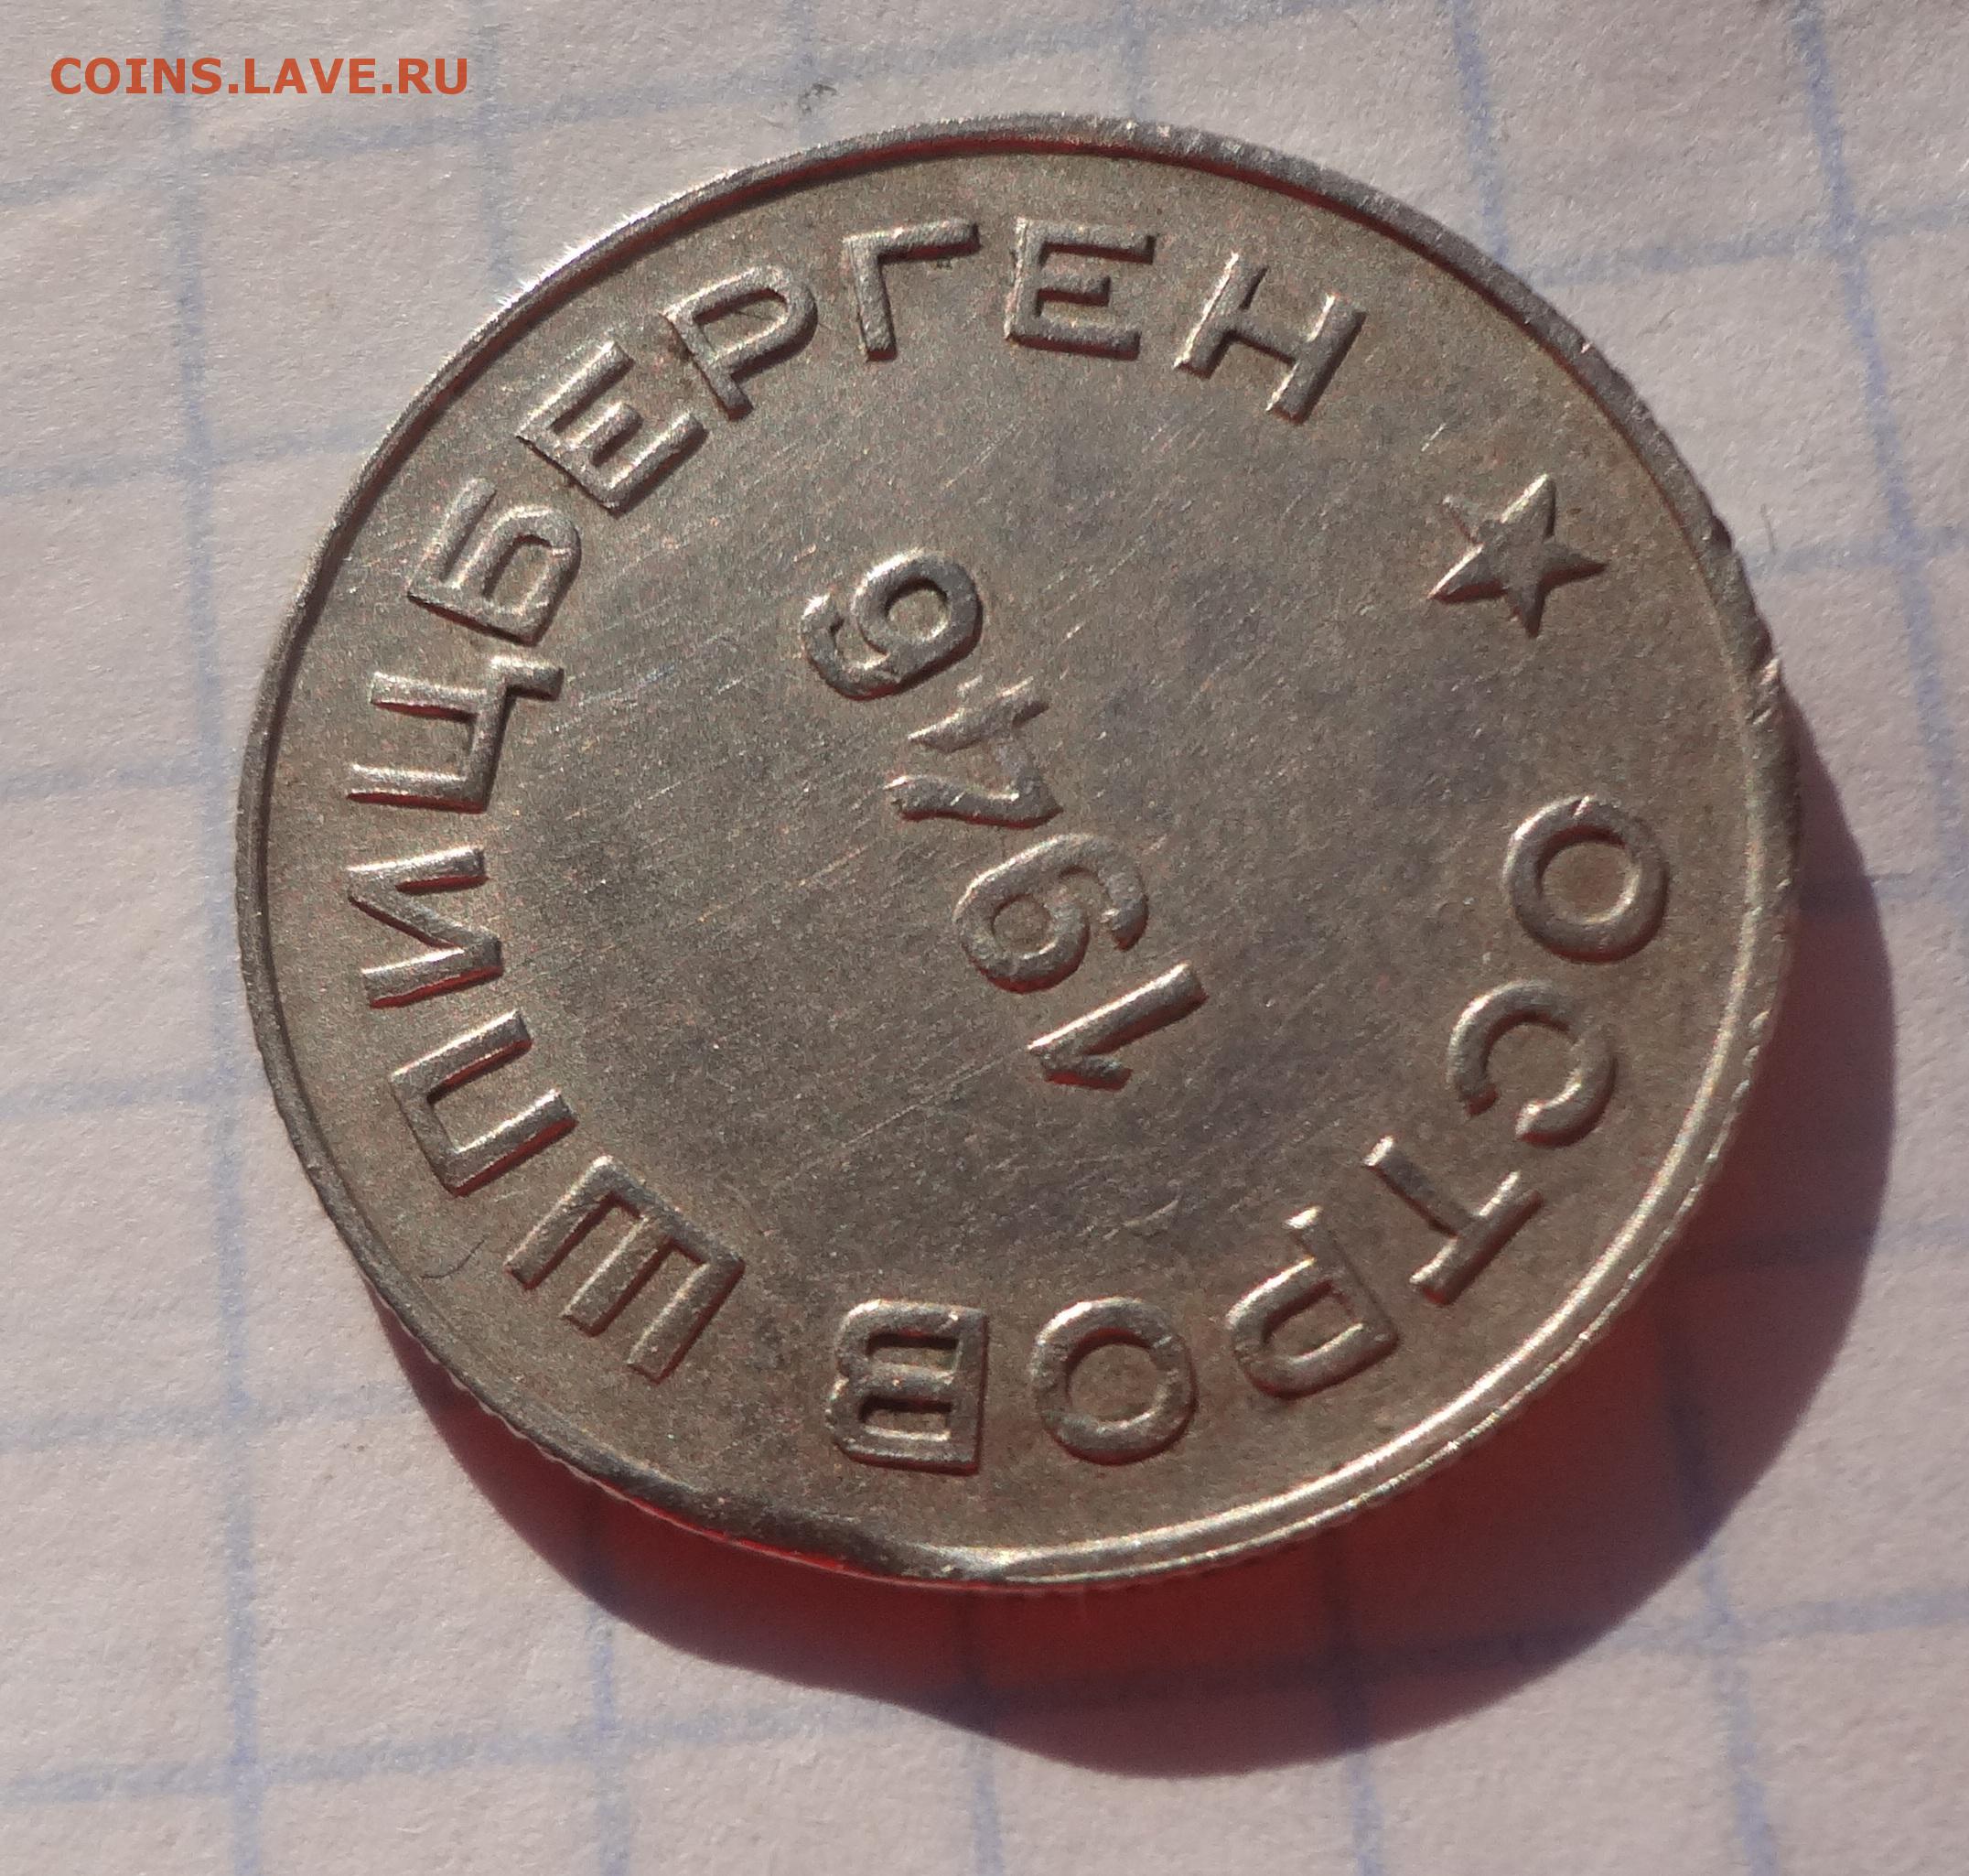 COINS.LAVE.RU
ОСТРОВ ШПИЦБЕРГЕН
1946